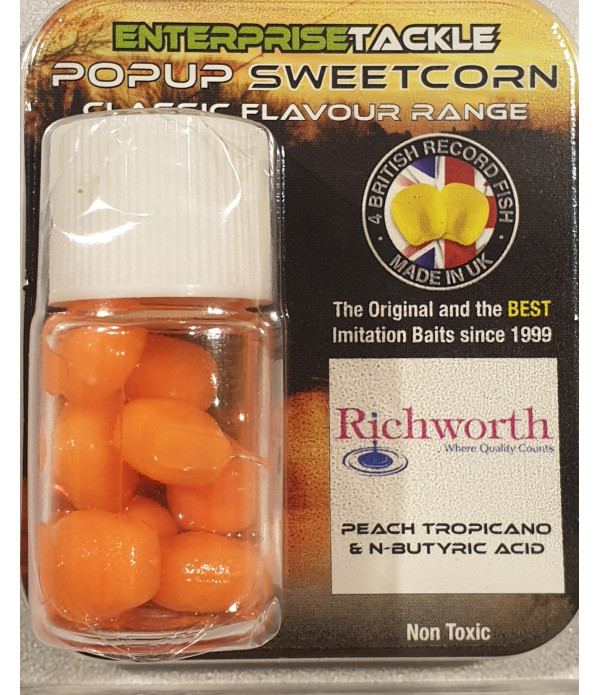 ENTERPRISETACKLE
POPUP SWEETCORN
CLASSIC FLAVOUR RANGE
4 BRITISH RECORD FISH
• MADE IN UK •
The Original and the BEST
Imitation Baits since 1999
Richworth
Where Quality Counts
PEACH TROPICANO
& N-BUTYRIC ACID
Non Toxic